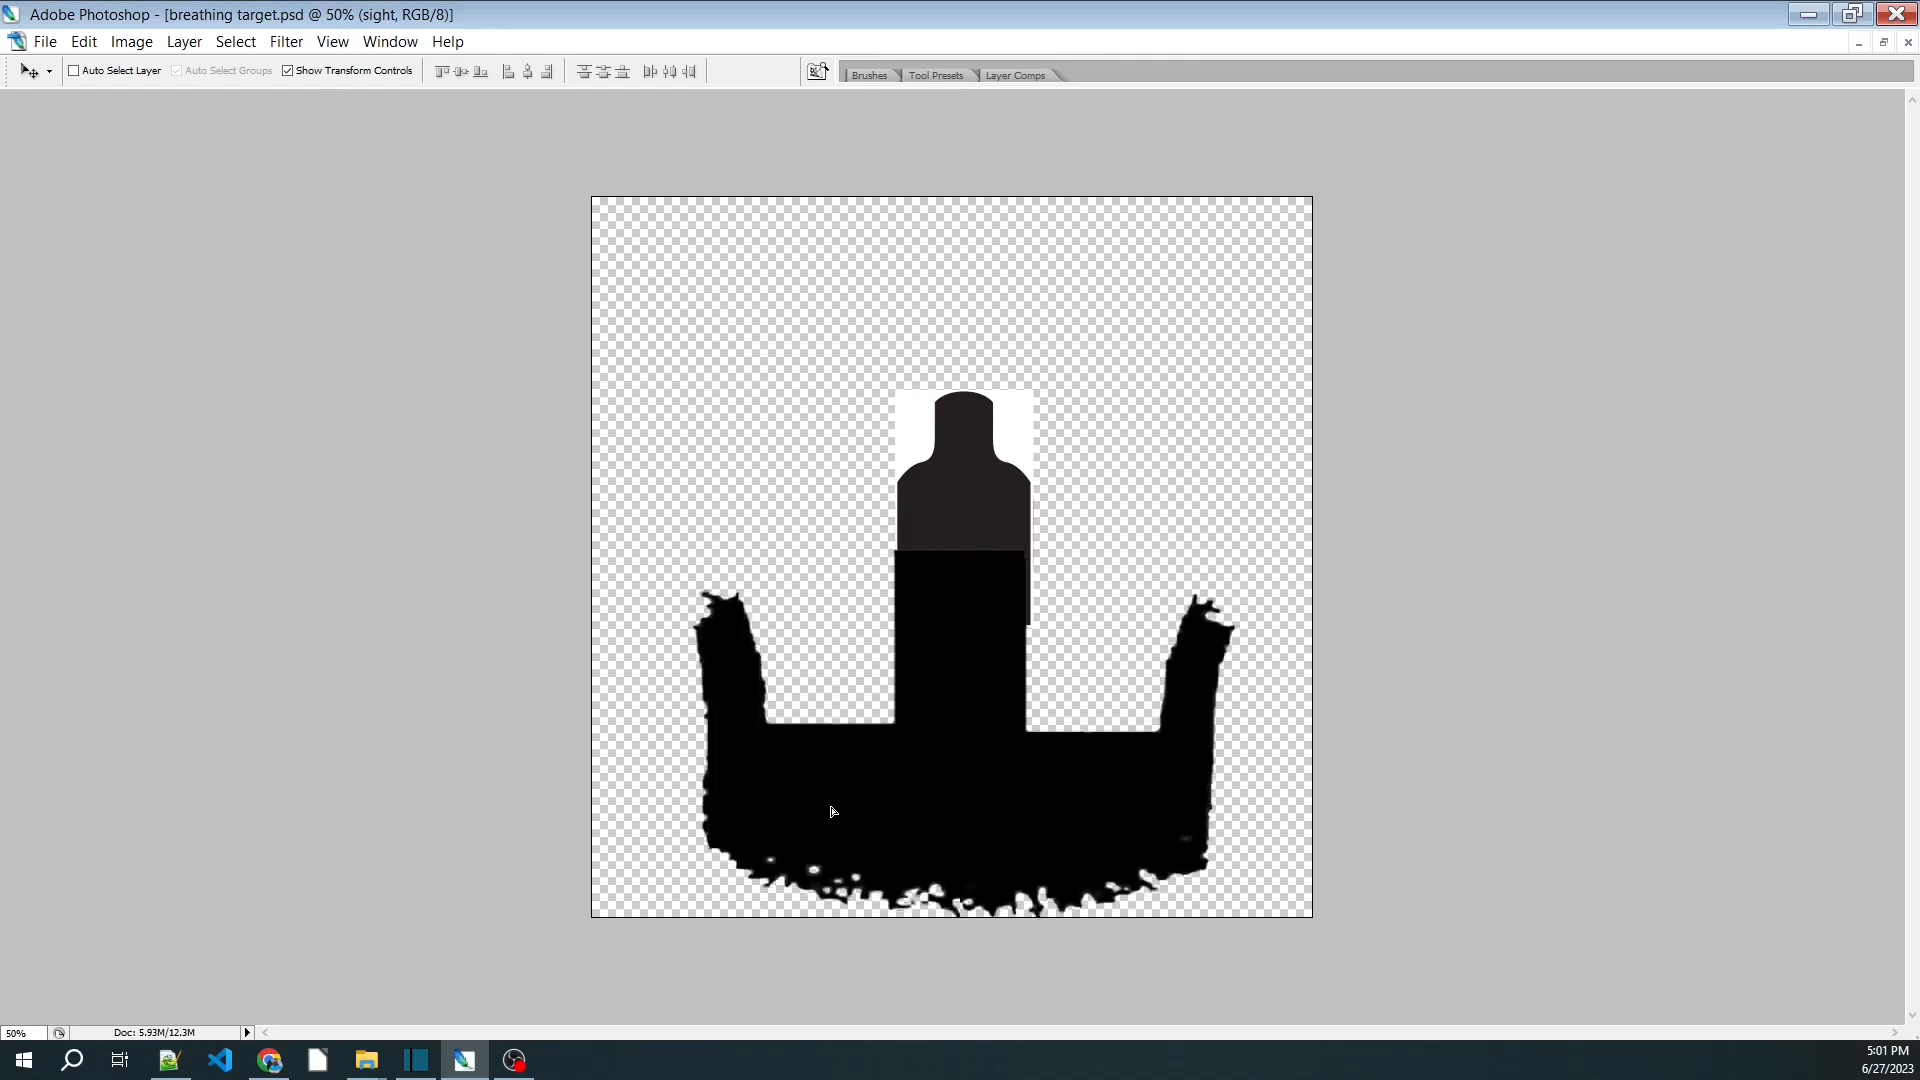 Adobe Photoshop - [breathing target.psd @ 50% (sight, RGB/8)]
File Edit Image Layer Select Filter View Window Help
Auto Select Layer Auto Select Groups Show Transform Controls Brushes Tool Presets Layer Comps
50% Doc: 5.93M/12.3M
5:01 PM
6/27/2023